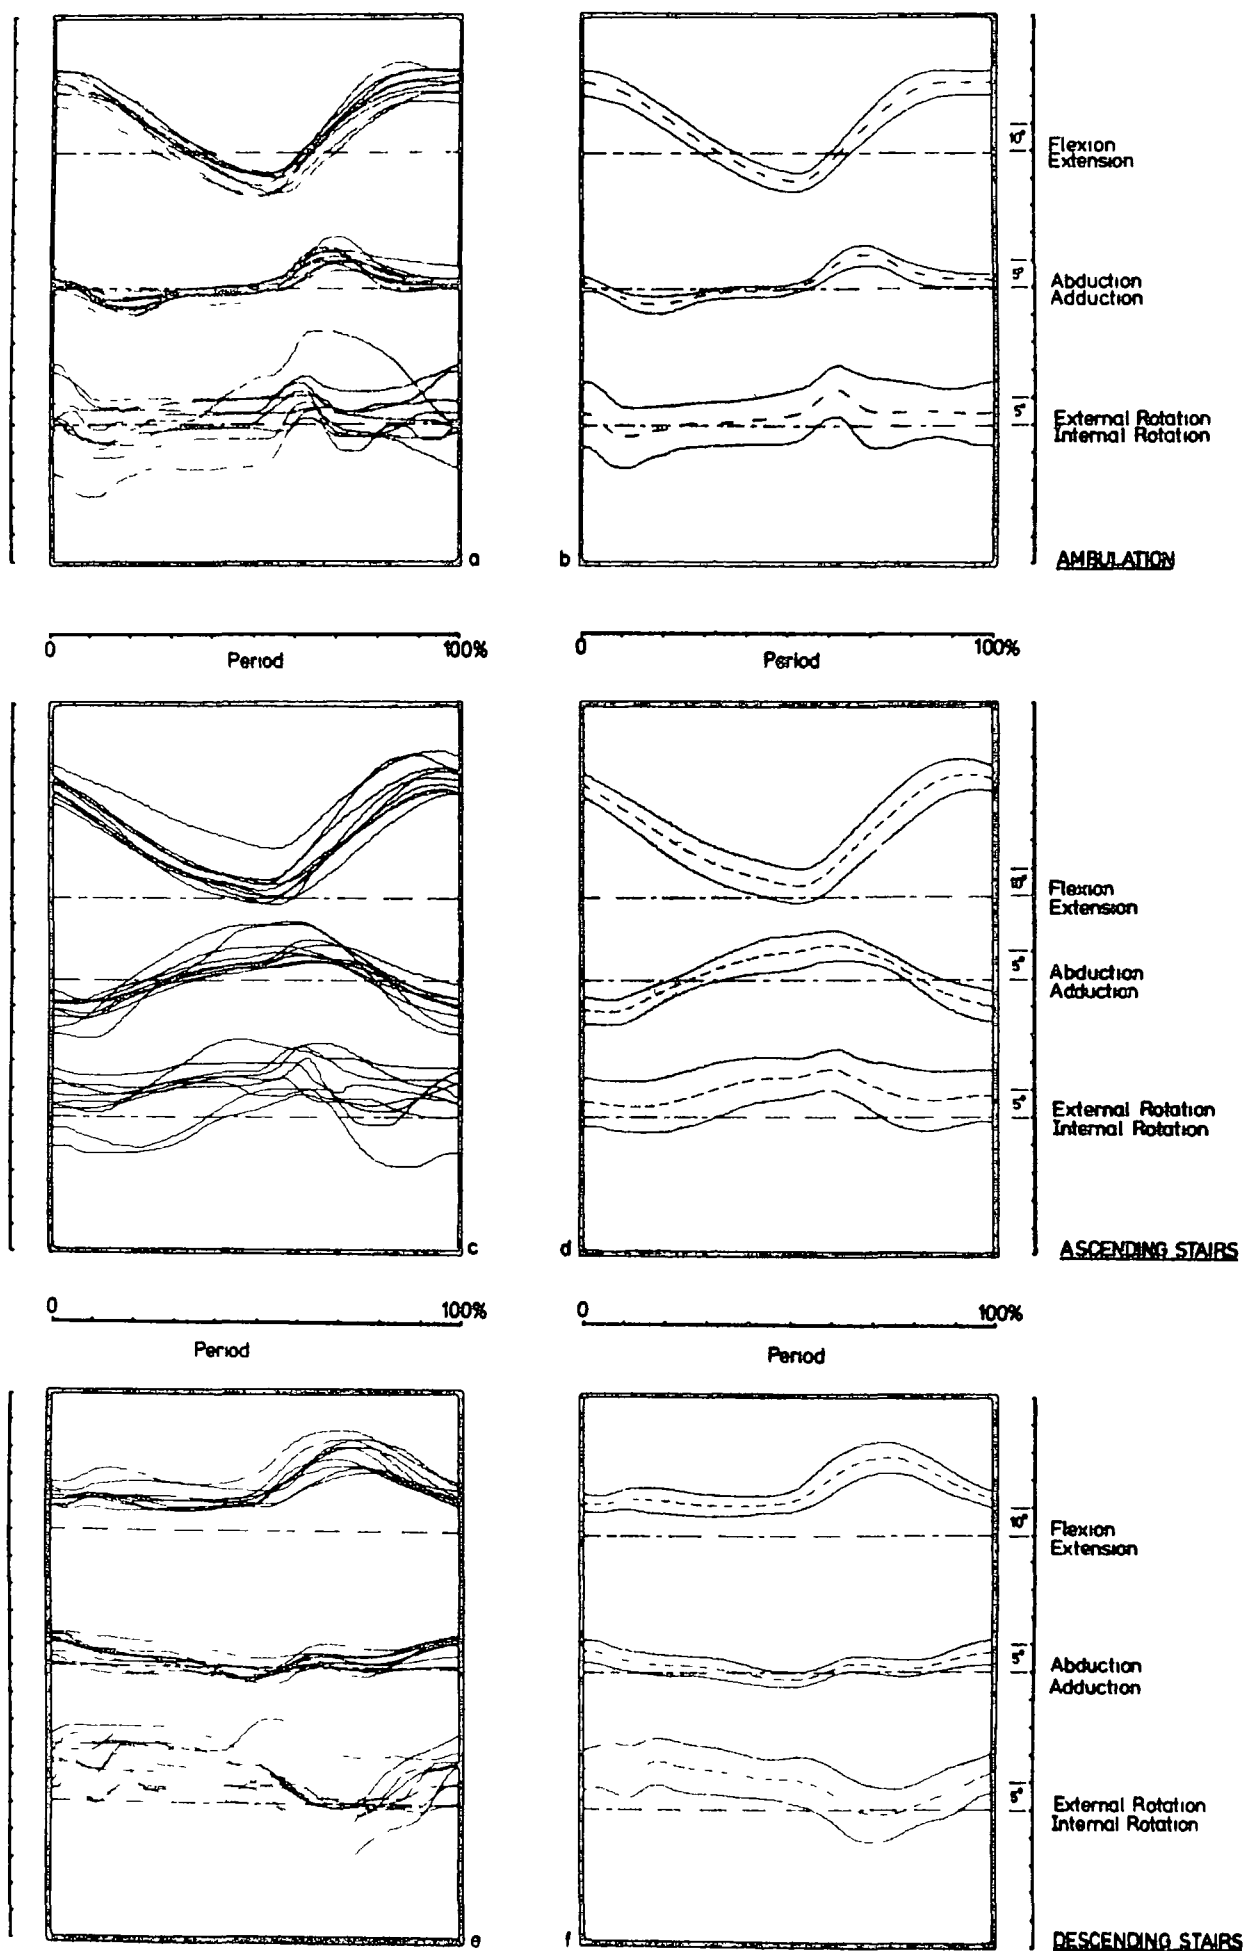 10°
Flexion
Extension
5°
Abduction
Adduction
5°
External Rotation
Internal Rotation
a
b
AMBULATION
0
100%
Period
0
100%
Period
10°
Flexion
Extension
5°
Abduction
Adduction
5°
External Rotation
Internal Rotation
c
d
ASCENDING STAIRS
0
100%
Period
0
100%
Period
10°
Flexion
Extension
5°
Abduction
Adduction
5°
External Rotation
Internal Rotation
e
f
DESCENDING STAIRS